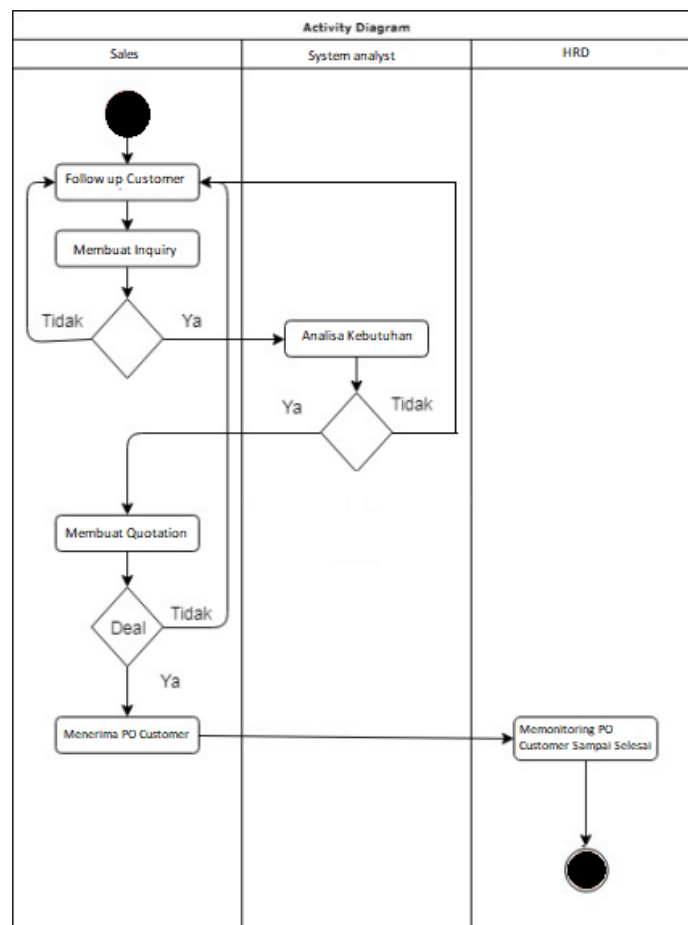 Activity Diagram
Sales
System analyst
HRD
Follow up Customer
Membuat Inquiry
Tidak
Ya
Analisa Kebutuhan
Ya
Tidak
Membuat Quotation
Deal
Tidak
Ya
Menerima PO Customer
Memonitoring PO
Customer Sampai Selesai